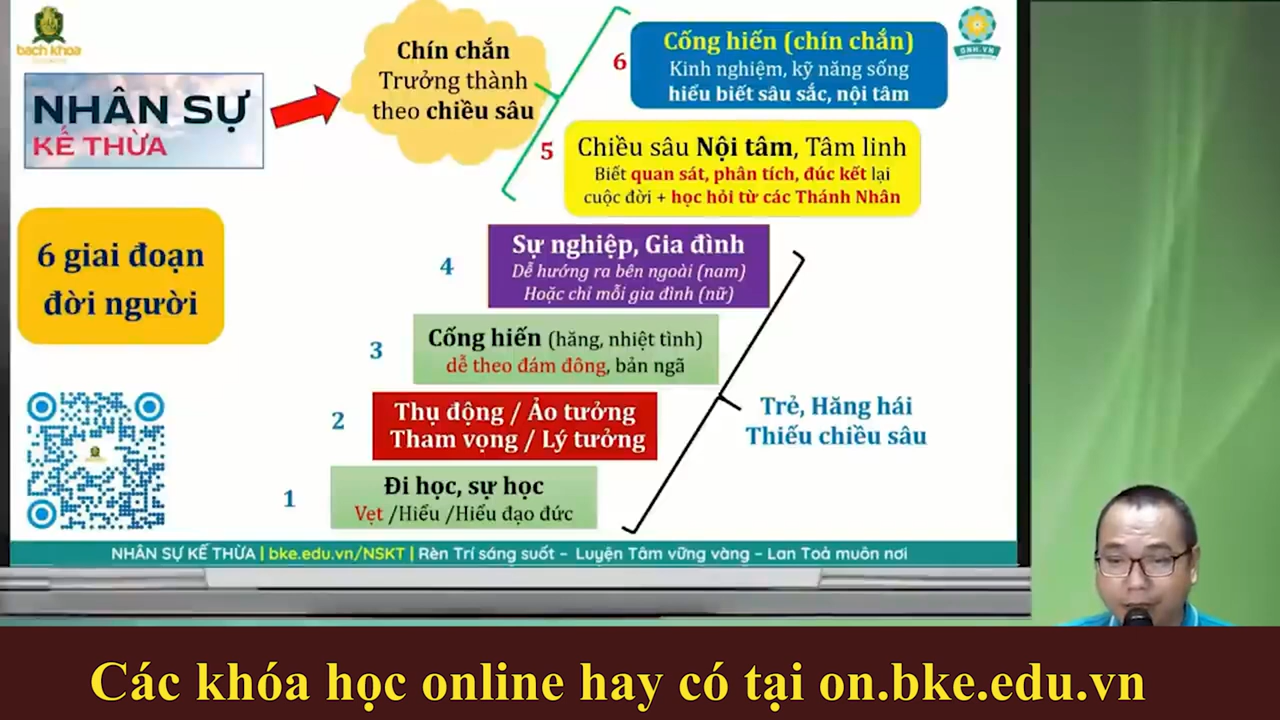 bach khoa
NHÂN SỰ
KẾ THỪA
Chín chắn
Trưởng thành
theo chiều sâu
6
Cống hiến (chín chắn)
Kinh nghiệm, kỹ năng sống
hiểu biết sâu sắc, nội tâm
ONH.VN
5
Chiều sâu Nội tâm, Tâm linh
Biết quan sát, phân tích, đúc kết lại
cuộc đời + học hỏi từ các Thánh Nhân
6 giai đoạn
đời người
4
Sự nghiệp, Gia đình
Dễ hướng ra bên ngoài (nam)
Hoặc chỉ mỗi gia đình (nữ)
3
Cống hiến (hăng, nhiệt tình)
dễ theo đám đông, bản ngã
2
Thụ động / Ảo tưởng
Tham vọng / Lý tưởng
Trẻ, Hăng hái
Thiếu chiều sâu
1
Đi học, sự học
Vẹt /Hiểu /Hiểu đạo đức
NHÂN SỰ KẾ THỪA | bke.edu.vn/NSKT | Rèn Trí sáng suốt – Luyện Tâm vững vàng – Lan Toả muôn nơi
Các khóa học online hay có tại on.bke.edu.vn